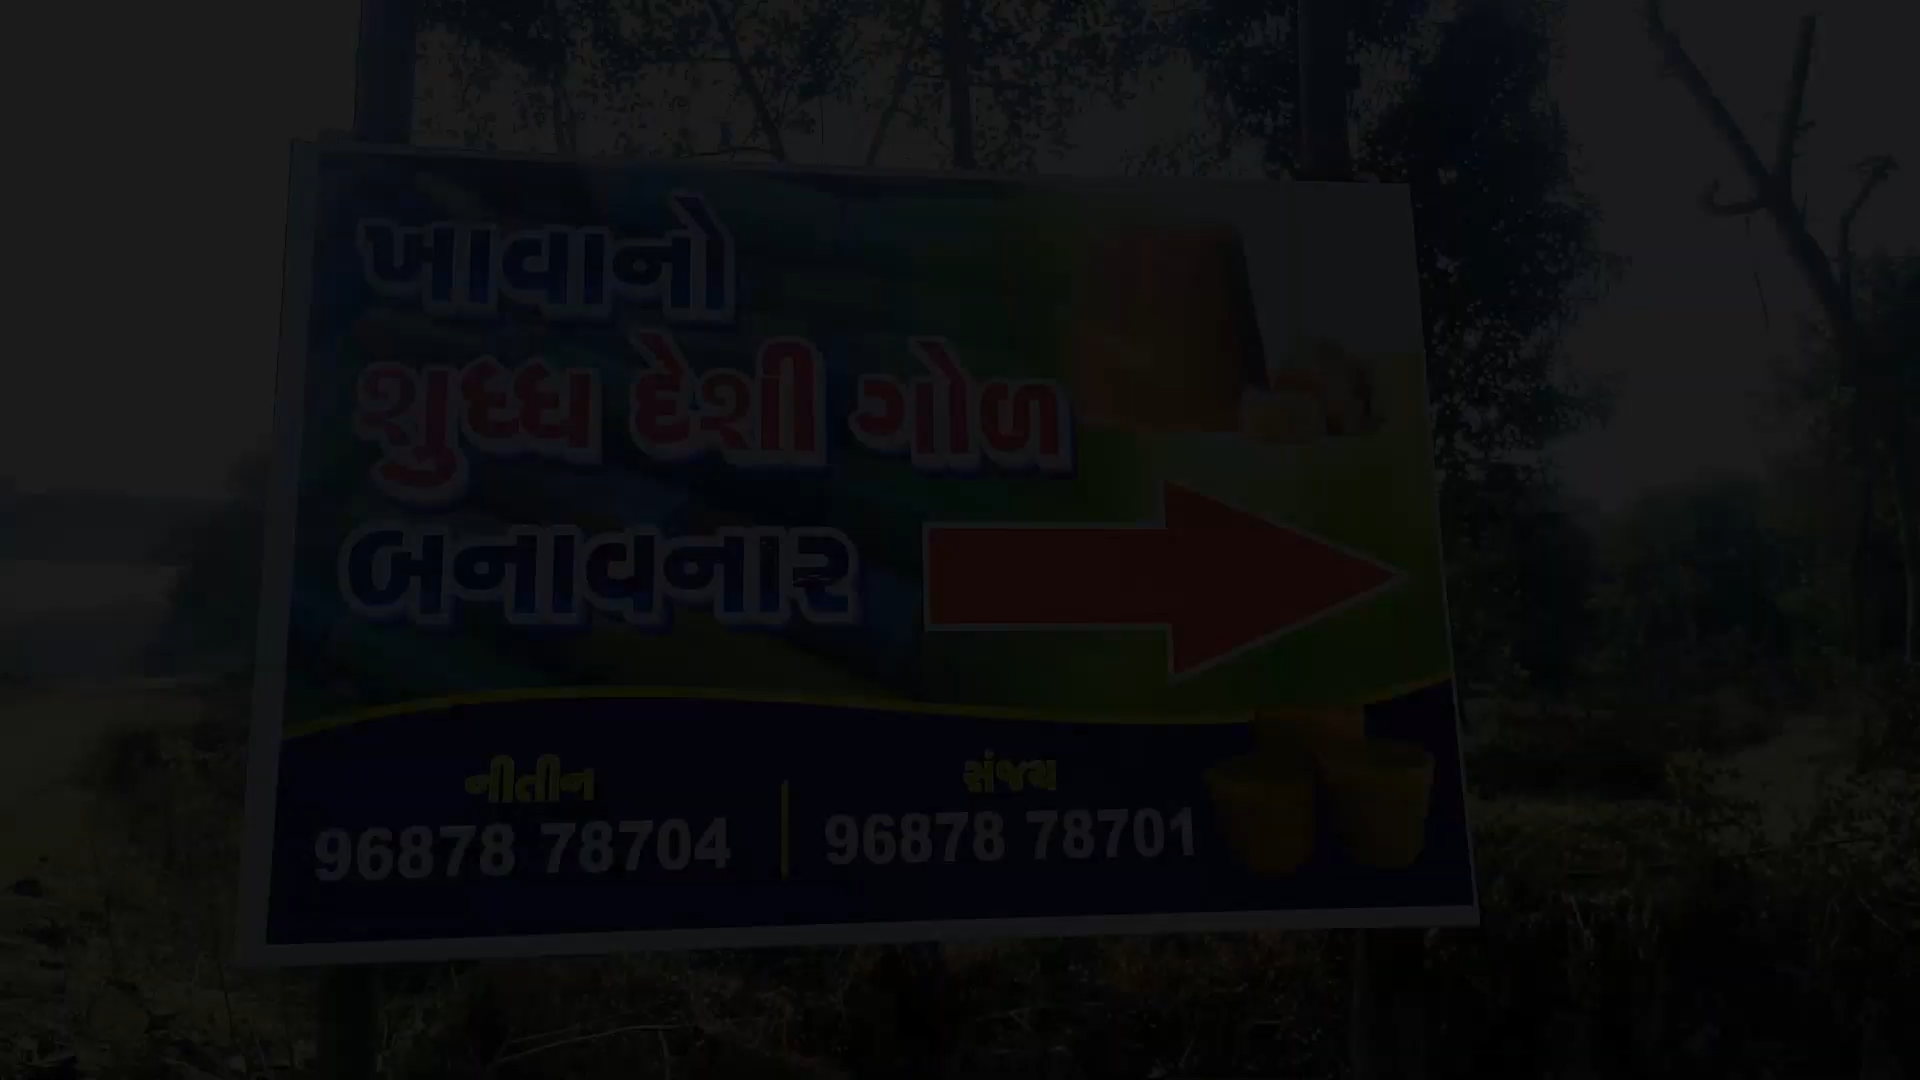 ખાવાનો
શુધ્ધ દેશી ગોળ
બનાવનાર
નીતીન
96878 78704
સંજય
96878 78701